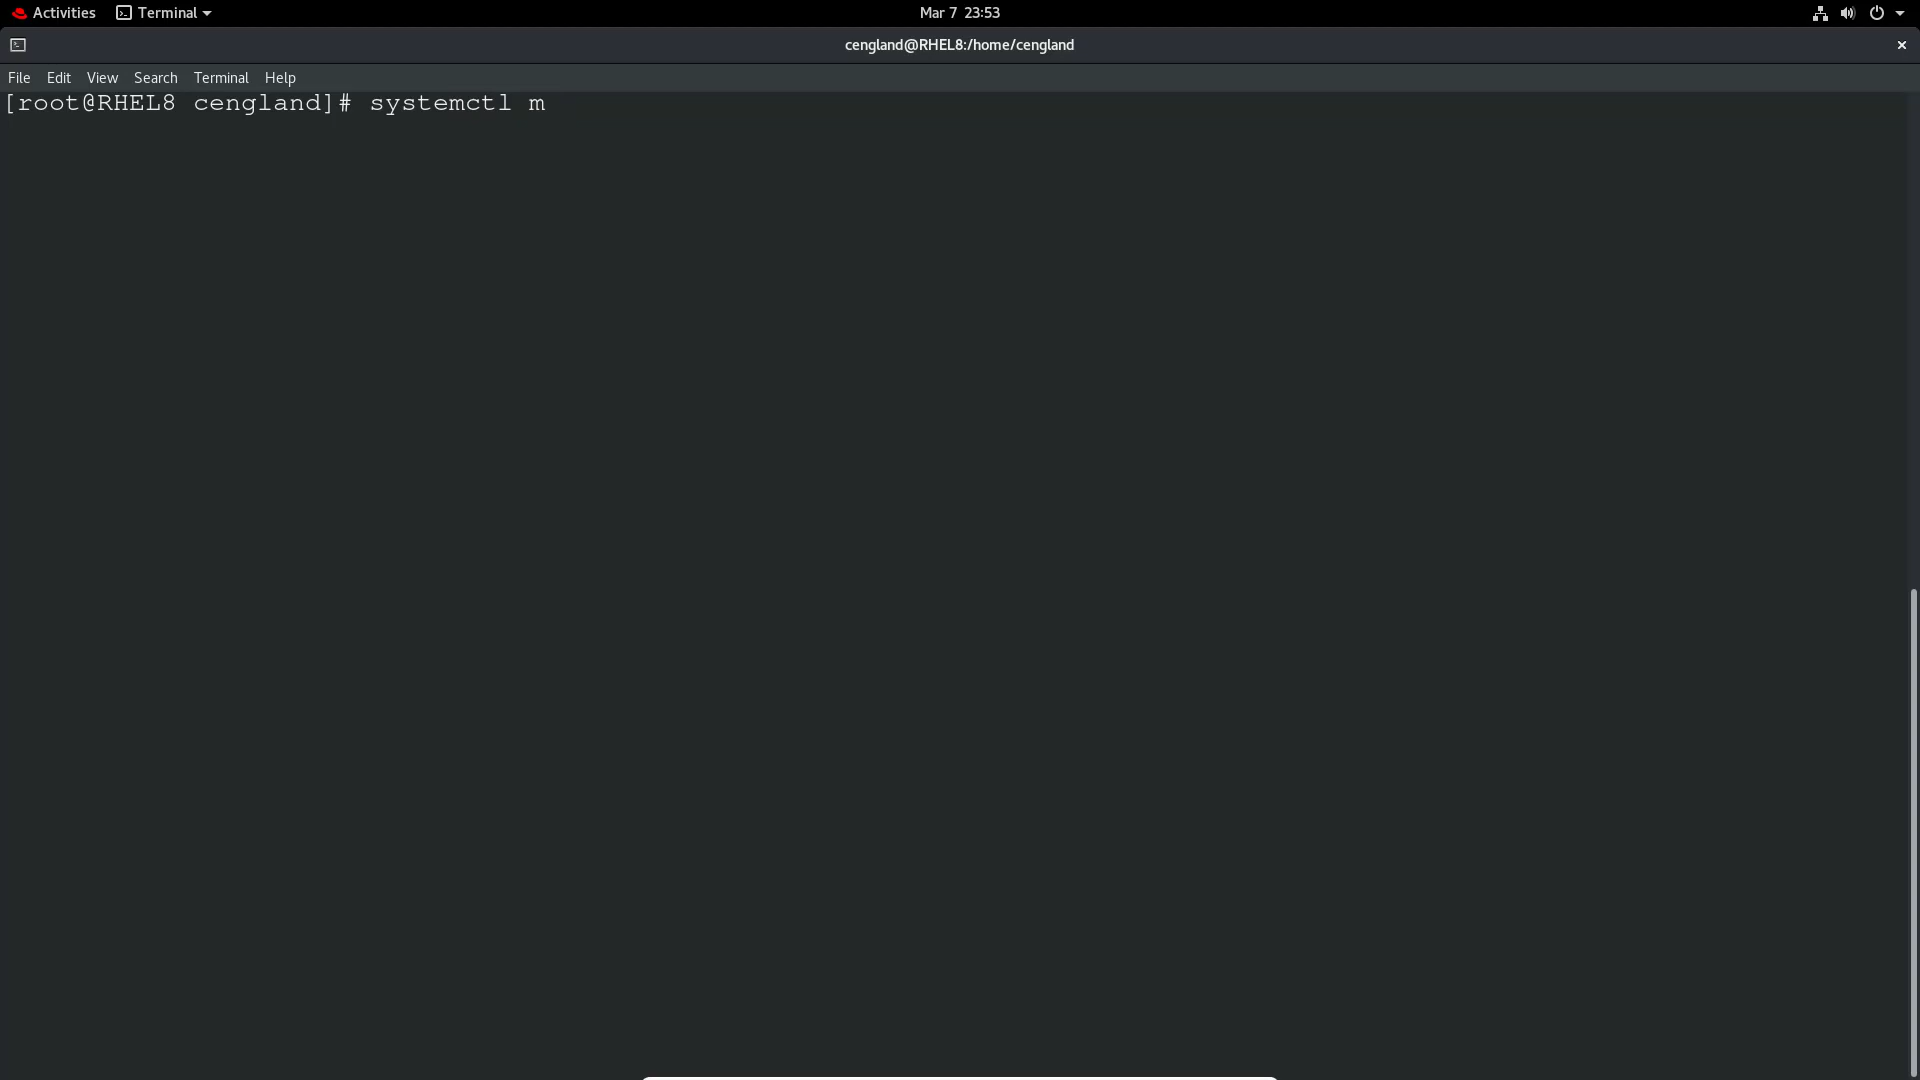 Activities Terminal Mar 7 23:53
cengland@RHEL8:/home/cengland
File Edit View Search Terminal Help
[root@RHEL8 cengland]# systemctl m